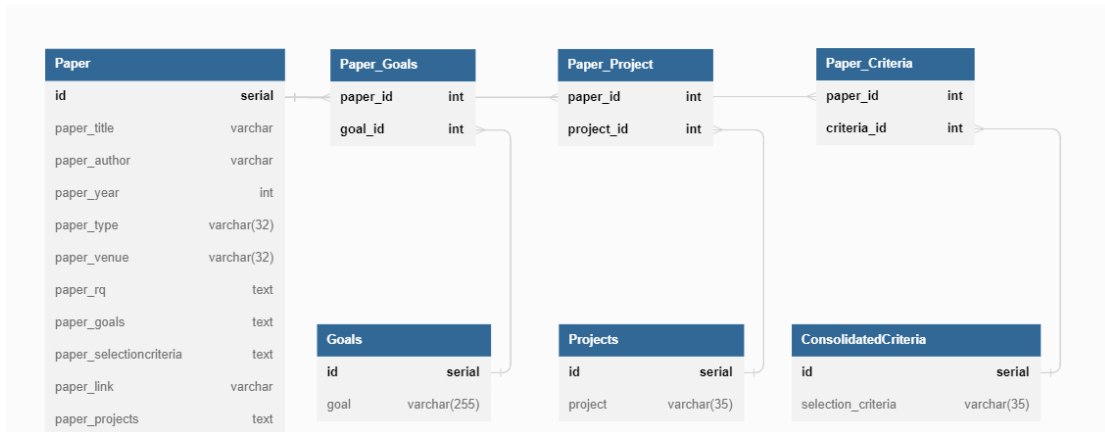 Paper
id serial
paper_title varchar
paper_author varchar
paper_year int
paper_type varchar(32)
paper_venue varchar(32)
paper_rq text
paper_goals text
paper_selectioncriteria text
paper_link varchar
paper_projects text
Paper_Goals
paper_id int
goal_id int
Paper_Project
paper_id int
project_id int
Paper_Criteria
paper_id int
criteria_id int
Goals
id serial
goal varchar(255)
Projects
id serial
project varchar(35)
ConsolidatedCriteria
id serial
selection_criteria varchar(35)